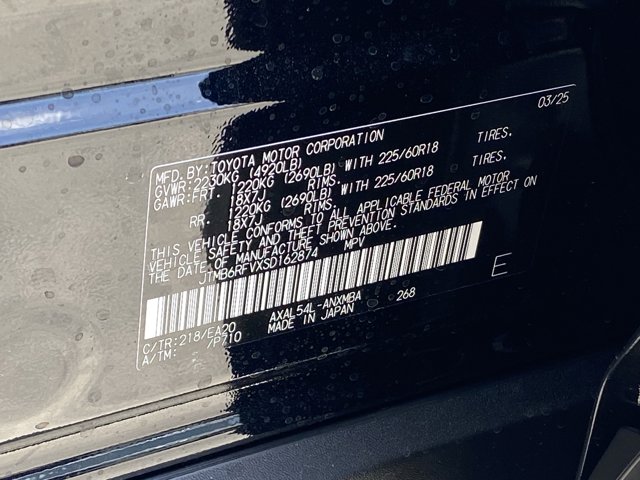 03/25
MFD.BY:TOYOTA MOTOR CORPORATION
GVWR:2230KG (4920LB)
GAWR:FRT 1220KG (2690LB) WITH 225/60R18 TIRES,
18X7J RIMS,
RR. 1220KG (2690LB) WITH 225/60R18 TIRES,
18X7J RIMS.
THIS VEHICLE CONFORMS TO ALL APPLICABLE FEDERAL MOTOR
VEHICLE SAFETY AND THEFT PREVENTION STANDARDS IN EFFECT ON
THE DATE OF MANUFACTURE SHOWN ABOVE.
JTMB6RFVXSD162874 MPV
E
C/TR:218/EA20 AXAL54L-ANXMBA 268
A/TM: /P710 MADE IN JAPAN